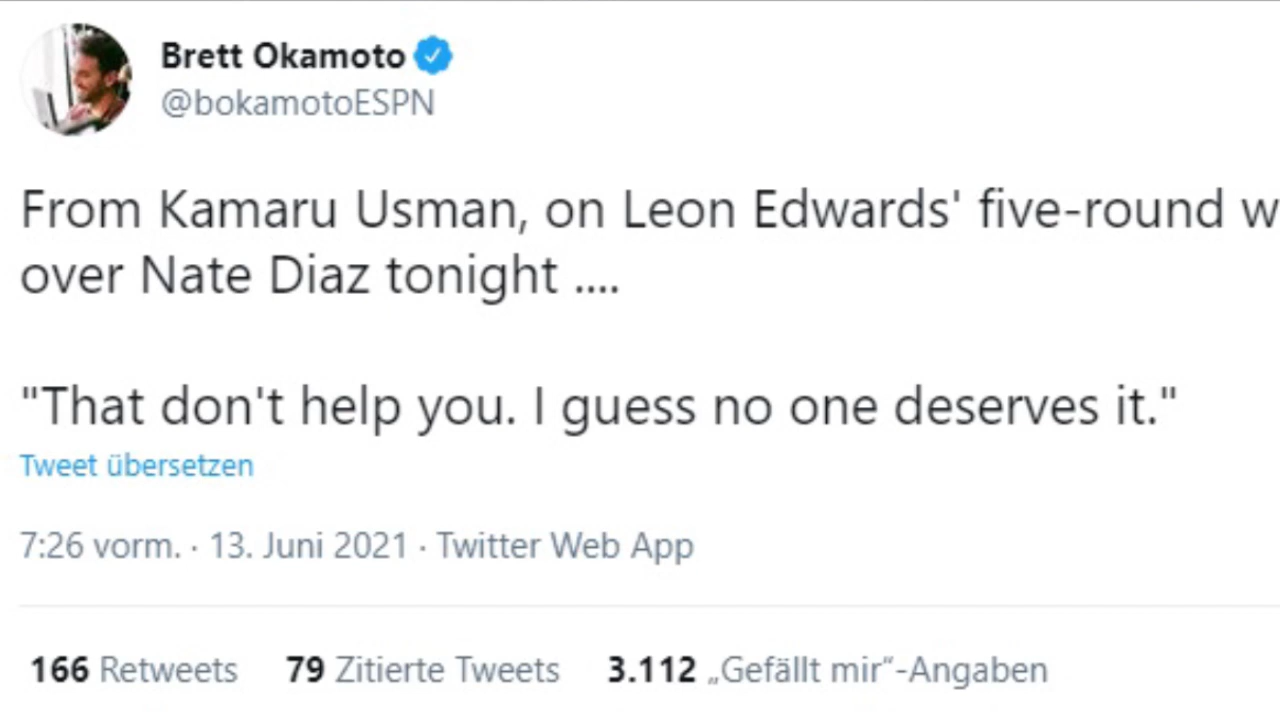 Brett Okamoto
@bokamotoESPN
From Kamaru Usman, on Leon Edwards' five-round w
over Nate Diaz tonight ....
"That don't help you. I guess no one deserves it."
Tweet übersetzen
7:26 vorm. · 13. Juni 2021 · Twitter Web App
166 Retweets 79 Zitierte Tweets 3.112 „Gefällt mir“-Angaben